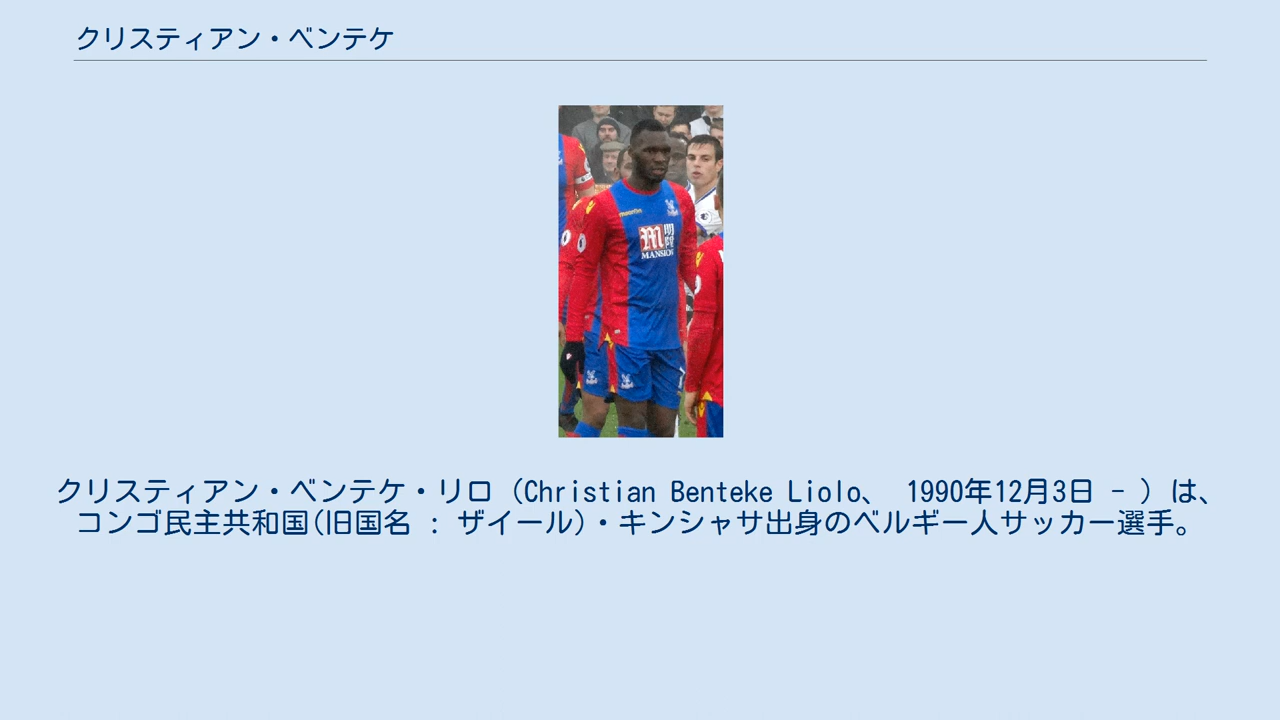 クリスティアン・ベンテケ
M
MANSION
クリスティアン・ベンテケ・リロ (Christian Benteke Liolo、 1990年12月3日 - ) は、
コンゴ民主共和国(旧国名 : ザイール)・キンシャサ出身のベルギー人サッカー選手。